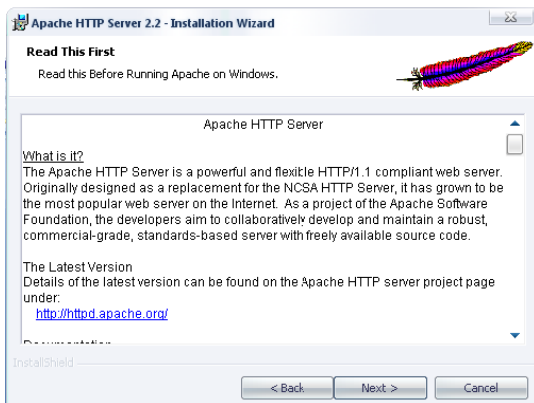 Apache HTTP Server 2.2 - Installation Wizard
Read This First
Read this Before Running Apache on Windows.
Apache HTTP Server
What is it?
The Apache HTTP Server is a powerful and flexible HTTP/1.1 compliant web server.
Originally designed as a replacement for the NCSA HTTP Server, it has grown to be
the most popular web server on the Internet. As a project of the Apache Software
Foundation, the developers aim to collaboratively develop and maintain a robust,
commercial-grade, standards-based server with freely available source code.
The Latest Version
Details of the latest version can be found on the Apache HTTP server project page
under:
http://httpd.apache.org/
Documentation
InstallShield
< Back
Next >
Cancel